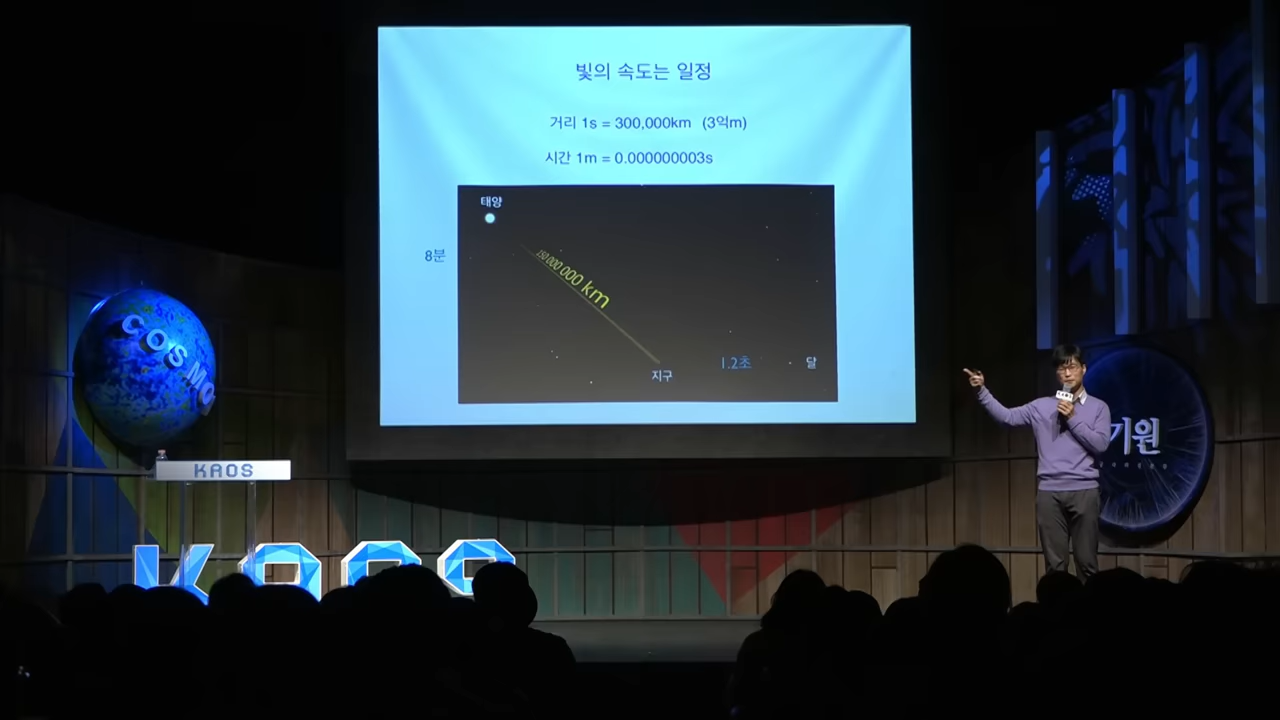 빛의 속도는 일정
거리 1s = 300,000km (3억m)
시간 1m = 0.000000003s
태양
8분
150 000 000 km
1.2초
달
지구
COSMO
KAOS
기원
KAOS